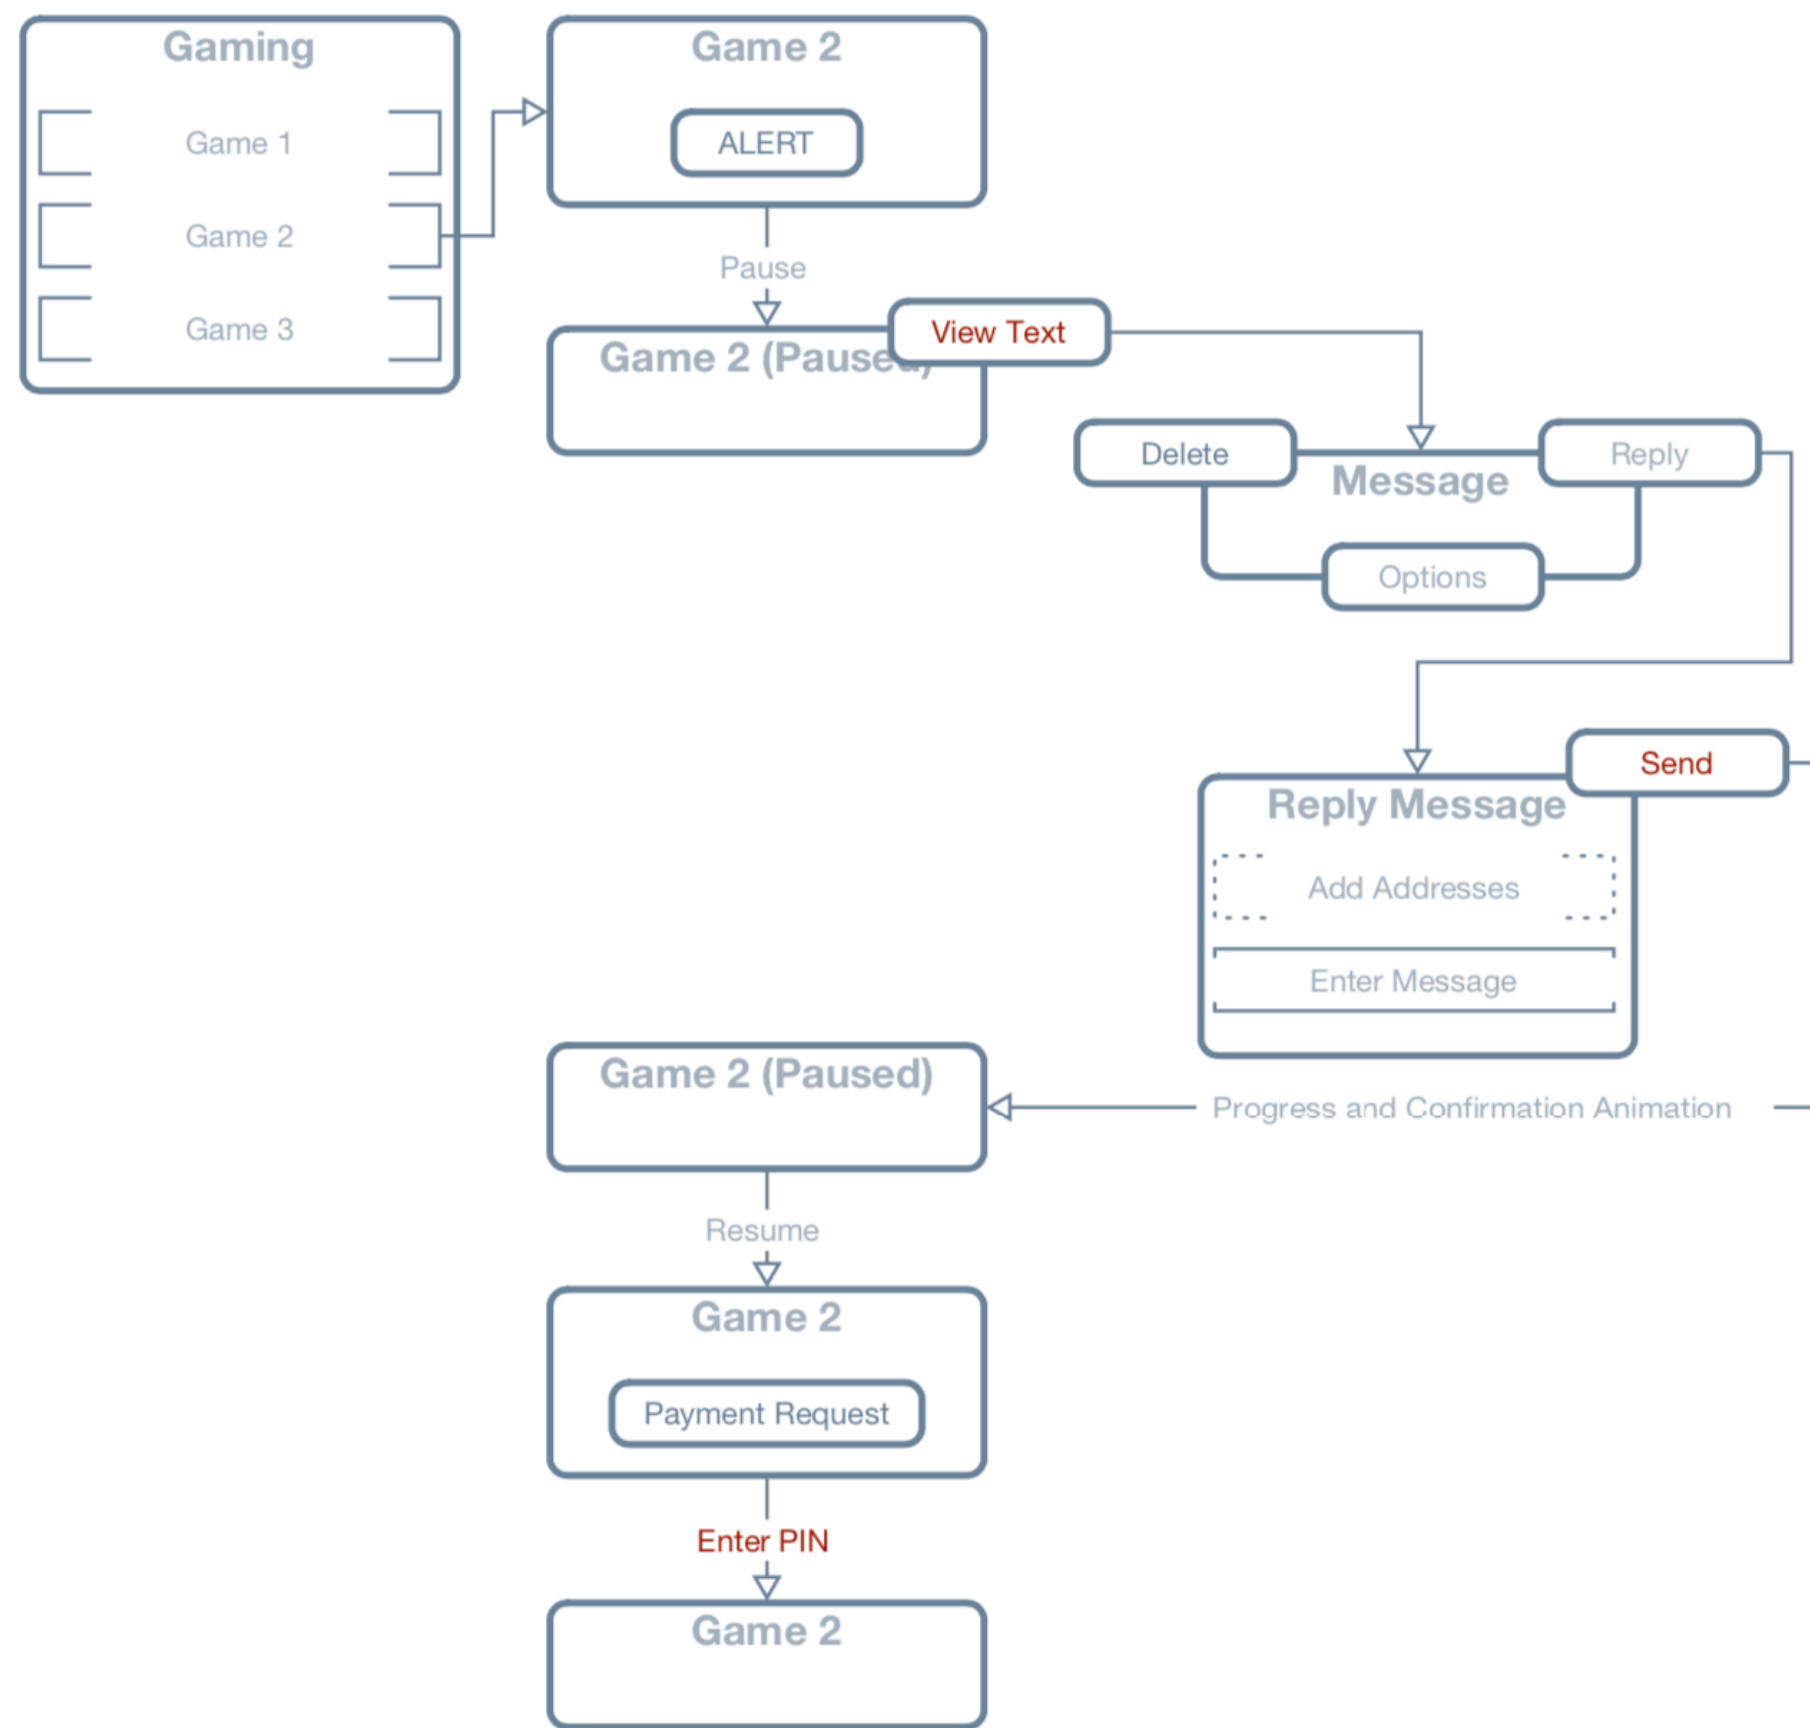 Gaming
Game 1
Game 2
Game 3
Game 2
ALERT
Pause
Game 2 (Paused)
View Text
Delete
Message
Reply
Options
Send
Reply Message
Add Addresses
Enter Message
Progress and Confirmation Animation
Game 2 (Paused)
Resume
Game 2
Payment Request
Enter PIN
Game 2